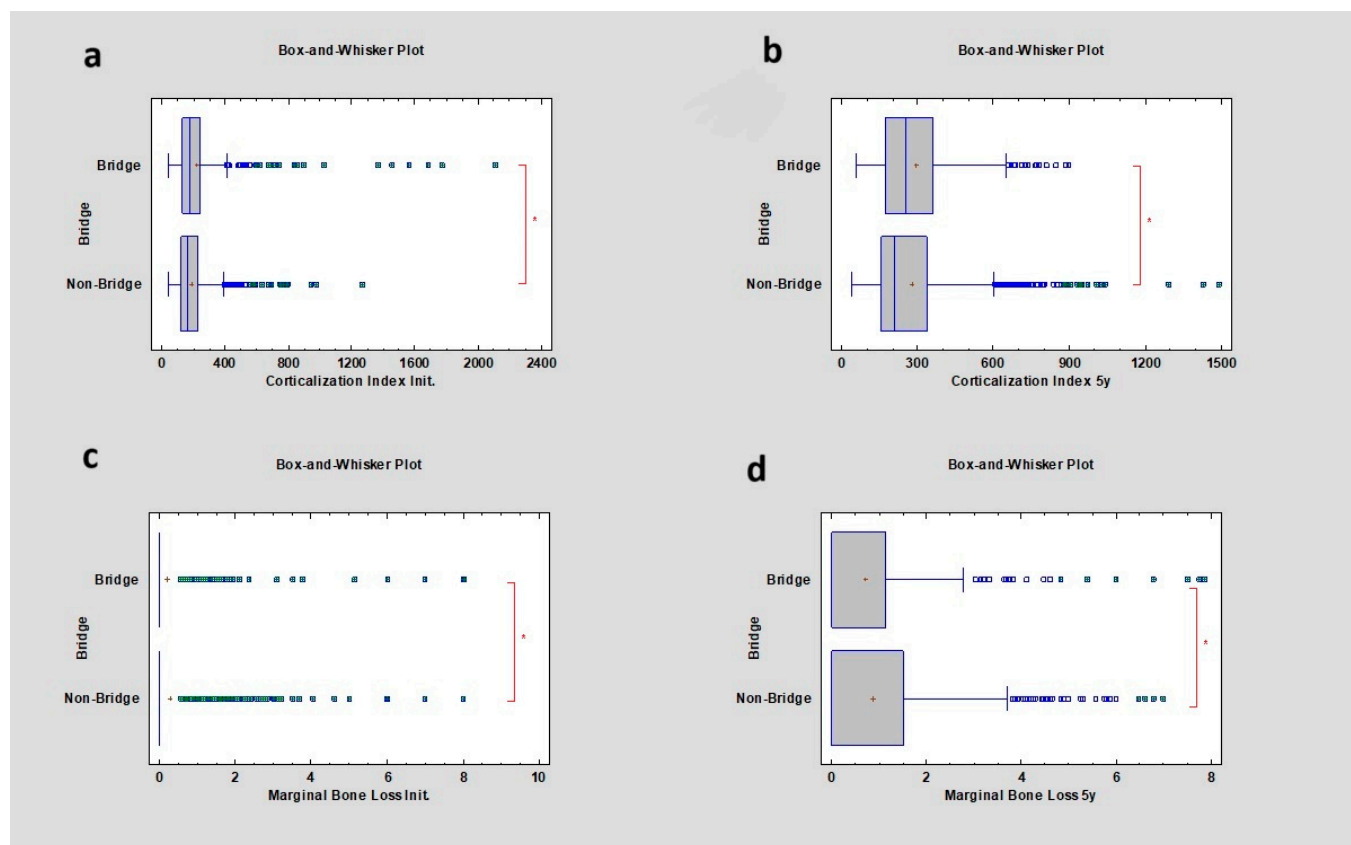 a
Box-and-Whisker Plot
Bridge
Bridge
Non-Bridge
*
0 400 800 1200 1600 2000 2400
Corticalization Index Init.
b
Box-and-Whisker Plot
Bridge
Bridge
Non-Bridge
*
0 300 600 900 1200 1500
Corticalization Index 5y
c
Box-and-Whisker Plot
Bridge
Bridge
Non-Bridge
*
0 2 4 6 8 10
Marginal Bone Loss Init.
d
Box-and-Whisker Plot
Bridge
Bridge
Non-Bridge
*
0 2 4 6 8
Marginal Bone Loss 5y